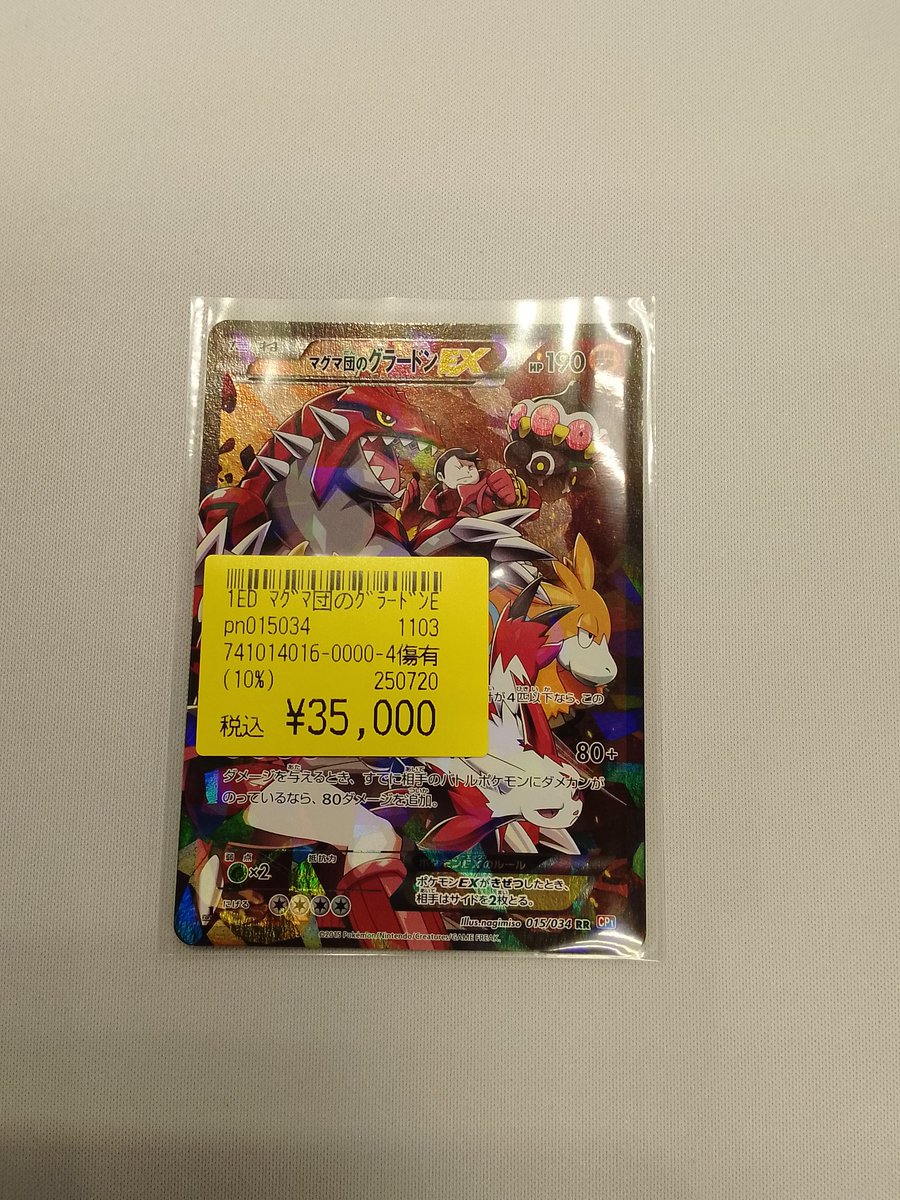 マグマ団のグラードンEX HP190
1ED ﾏｸﾞﾏ団のｸﾞﾗｰﾄﾞﾝE
pn015034 1103
741014016-0000-4傷有
(10%) 250720
税込 ¥35,000
が4匹以下なら、この
80+
ダメージを与えるとき、すでに相手のバトルポケモンにダメカンが
のっているなら、80ダメージを追加。
弱点 抵抗力
×2
にげる
ポケモンEXのルール
ポケモンEXがきぜつしたとき、
相手はサイドを2枚とる。
Illus.nagimiso 015/034 RR CP1
©2015 Pokémon/Nintendo/Creatures/GAME FREAK.